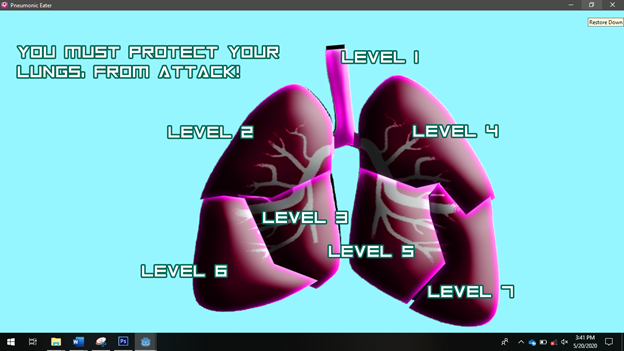 Pneumonic Eater
Restore Down
YOU MUST PROTECT YOUR
LUNGS, FROM ATTACK!
LEVEL 1
LEVEL 2
LEVEL 4
LEVEL 3
LEVEL 5
LEVEL 6
LEVEL 7
3:41 PM
5/20/2020